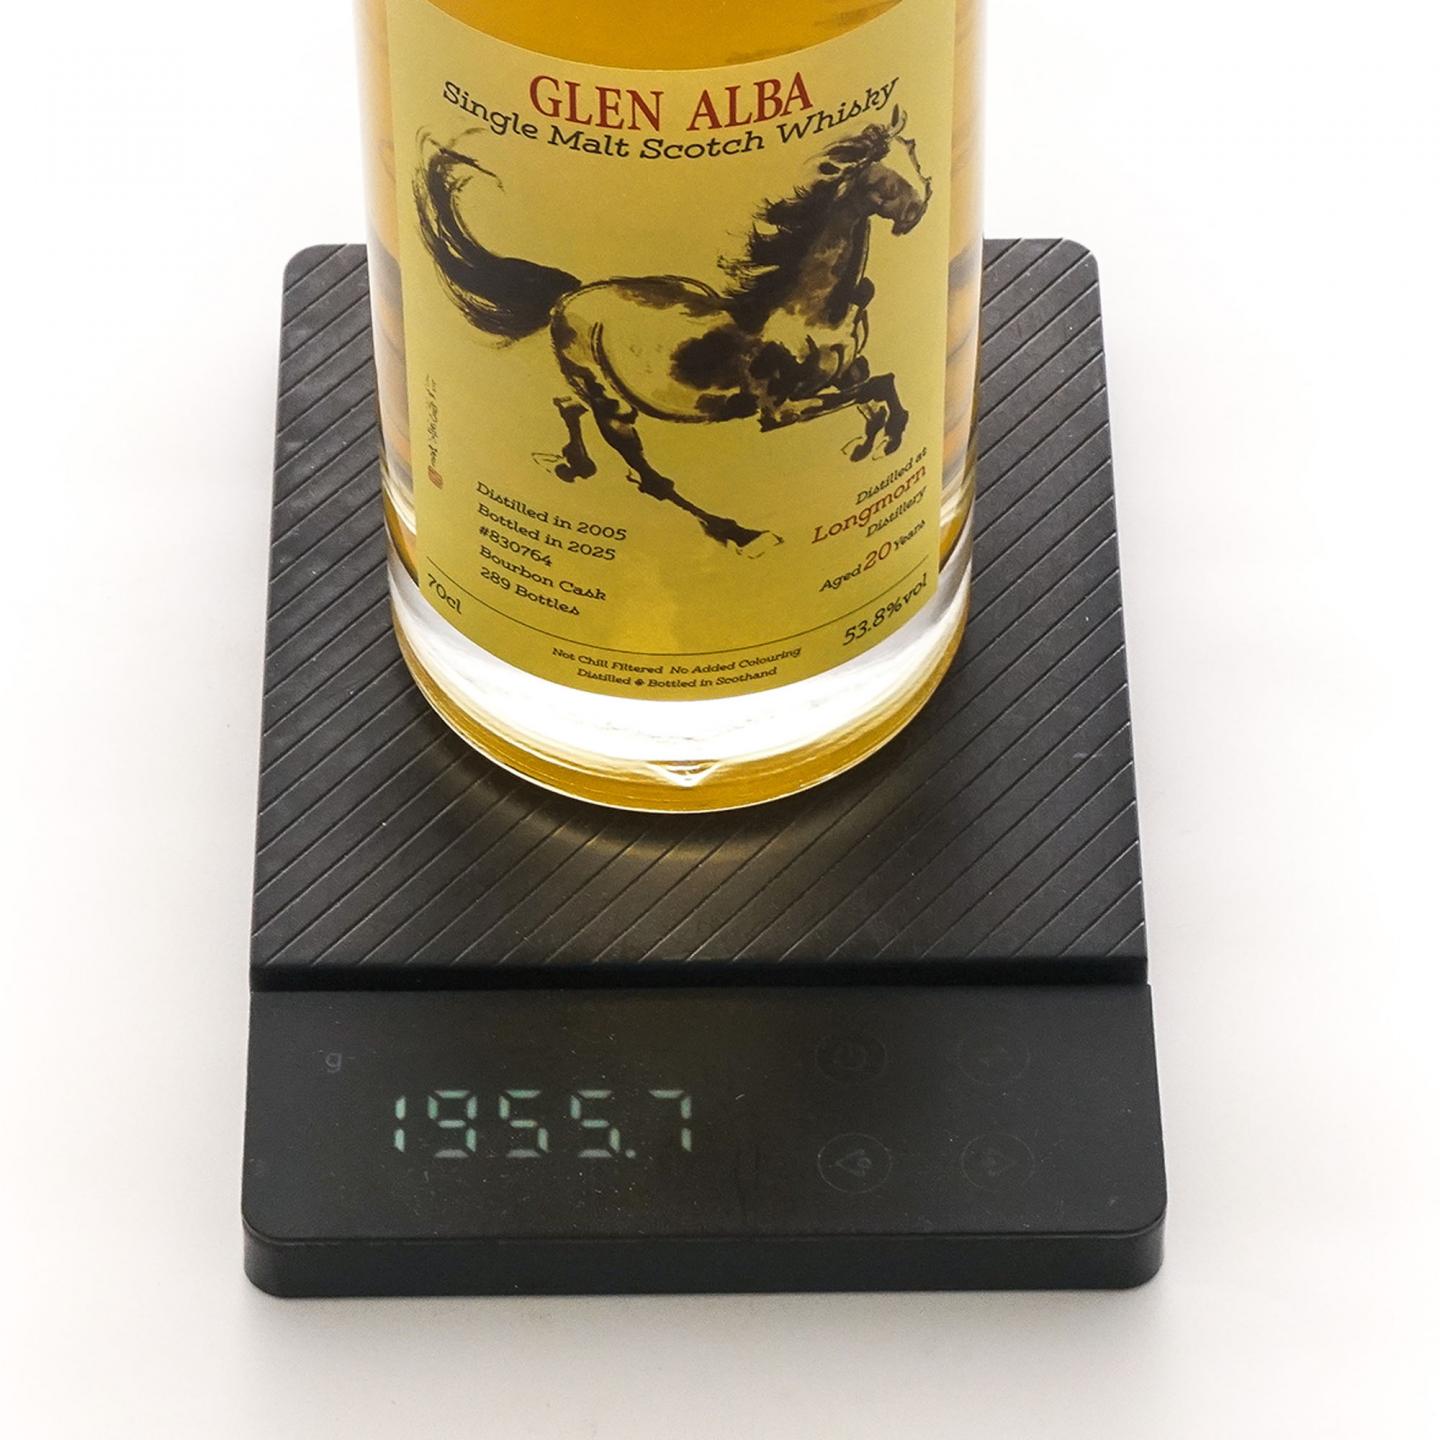 GLEN ALBA
Single Malt Scotch Whisky
Distilled in 2005
Bottled in 2025
#830764
Bourbon Cask
289 Bottles
Distilled at
Longmorn
Distillery
Aged 20 Years
70cl
53.8%vol
Not Chill Filtered No Added Colouring
Distilled & Bottled in Scotland
g
1955.7